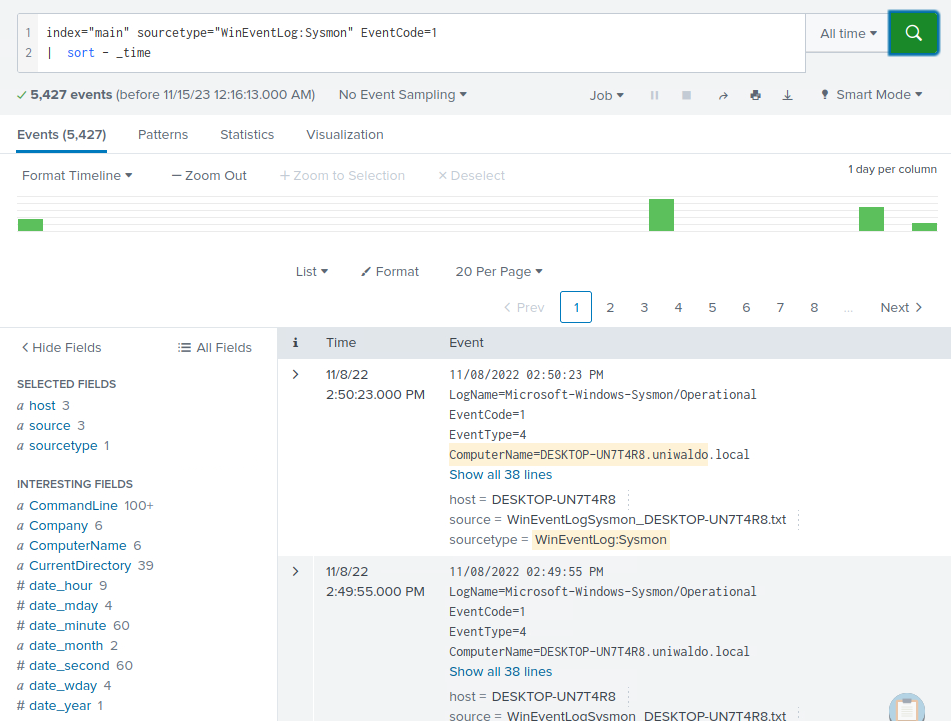 1 index="main" sourcetype="WinEventLog:Sysmon" EventCode=1
2 | sort - _time
All time
5,427 events (before 11/15/23 12:16:13.000 AM)
No Event Sampling
Job
Smart Mode
Events (5,427)
Patterns
Statistics
Visualization
Format Timeline
— Zoom Out
+ Zoom to Selection
× Deselect
1 day per column
List
Format
20 Per Page
< Prev 1 2 3 4 5 6 7 8 ... Next >
< Hide Fields
All Fields
SELECTED FIELDS
a host 3
a source 3
a sourcetype 1
INTERESTING FIELDS
a CommandLine 100+
a Company 6
a ComputerName 6
a CurrentDirectory 39
# date_hour 9
# date_mday 4
# date_minute 60
a date_month 2
# date_second 60
a date_wday 4
# date_year 1
i Time Event
> 11/8/22
2:50:23.000 PM
11/08/2022 02:50:23 PM
LogName=Microsoft-Windows-Sysmon/Operational
EventCode=1
EventType=4
ComputerName=DESKTOP-UN7T4R8.uniwaldo.local
Show all 38 lines
host = DESKTOP-UN7T4R8
source = WinEventLogSysmon_DESKTOP-UN7T4R8.txt
sourcetype = WinEventLog:Sysmon
> 11/8/22
2:49:55.000 PM
11/08/2022 02:49:55 PM
LogName=Microsoft-Windows-Sysmon/Operational
EventCode=1
EventType=4
ComputerName=DESKTOP-UN7T4R8.uniwaldo.local
Show all 38 lines
host = DESKTOP-UN7T4R8
source = WinEventLogSysmon_DESKTOP-UN7T4R8.txt